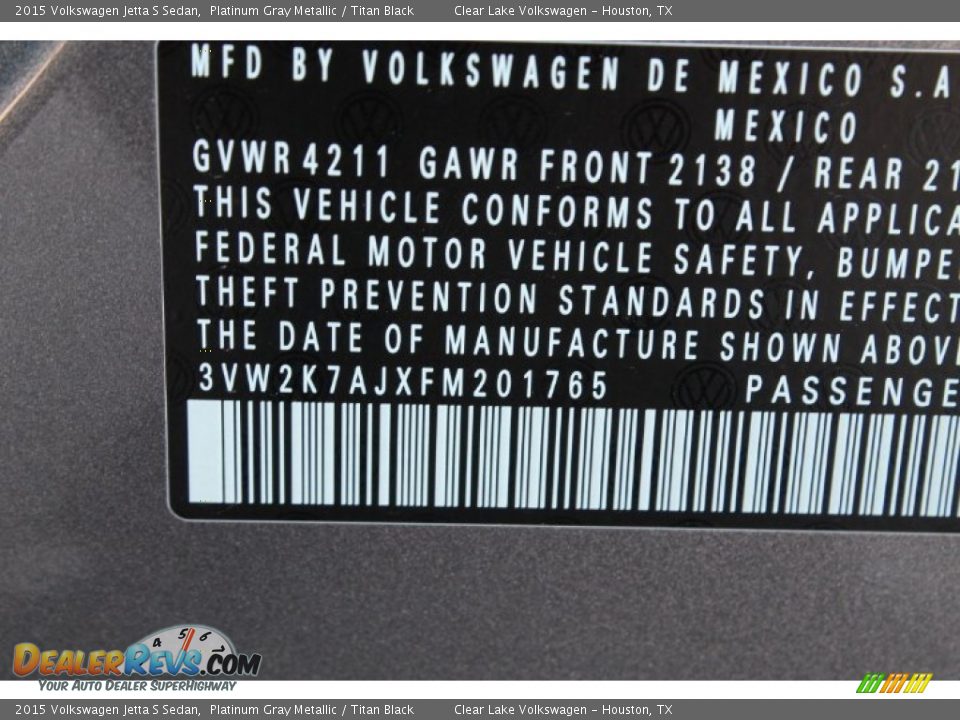 2015 Volkswagen Jetta S Sedan, Platinum Gray Metallic / Titan Black Clear Lake Volkswagen - Houston, TX
MFD BY VOLKSWAGEN DE MEXICO S.A
MEXICO
GVWR 4211 GAWR FRONT 2138 / REAR 21
THIS VEHICLE CONFORMS TO ALL APPLICA
FEDERAL MOTOR VEHICLE SAFETY, BUMPE
THEFT PREVENTION STANDARDS IN EFFECT
THE DATE OF MANUFACTURE SHOWN ABOV
3VW2K7AJXFM201765 PASSENGE
4 5 6
DEALERREVS.COM
YOUR AUTO DEALER SUPERHIGHWAY
2015 Volkswagen Jetta S Sedan, Platinum Gray Metallic / Titan Black Clear Lake Volkswagen - Houston, TX